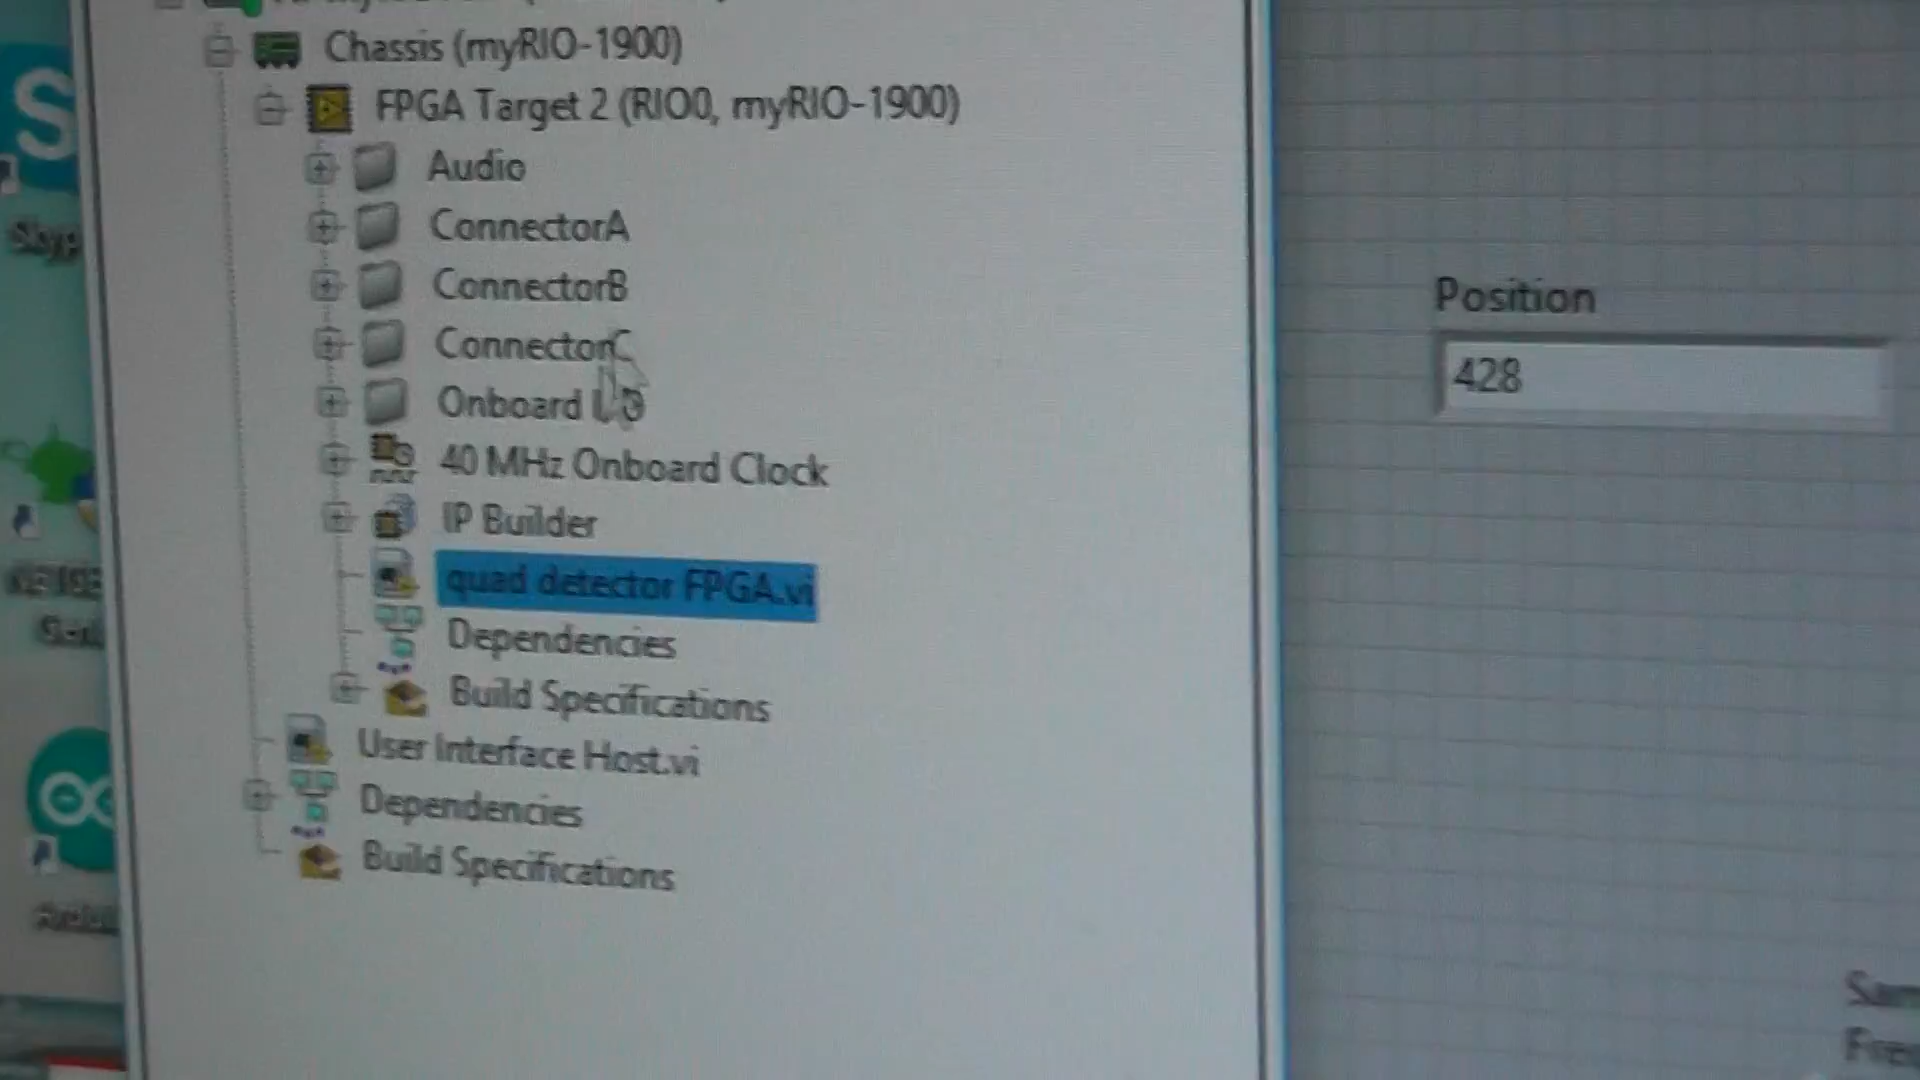 Chassis (myRIO-1900)
FPGA Target 2 (RIO0, myRIO-1900)
Audio
ConnectorA
ConnectorB
ConnectorC
Onboard I/O
40 MHz Onboard Clock
IP Builder
quad detector FPGA.vi
Dependencies
Build Specifications
User Interface Host.vi
Dependencies
Build Specifications
Position
428